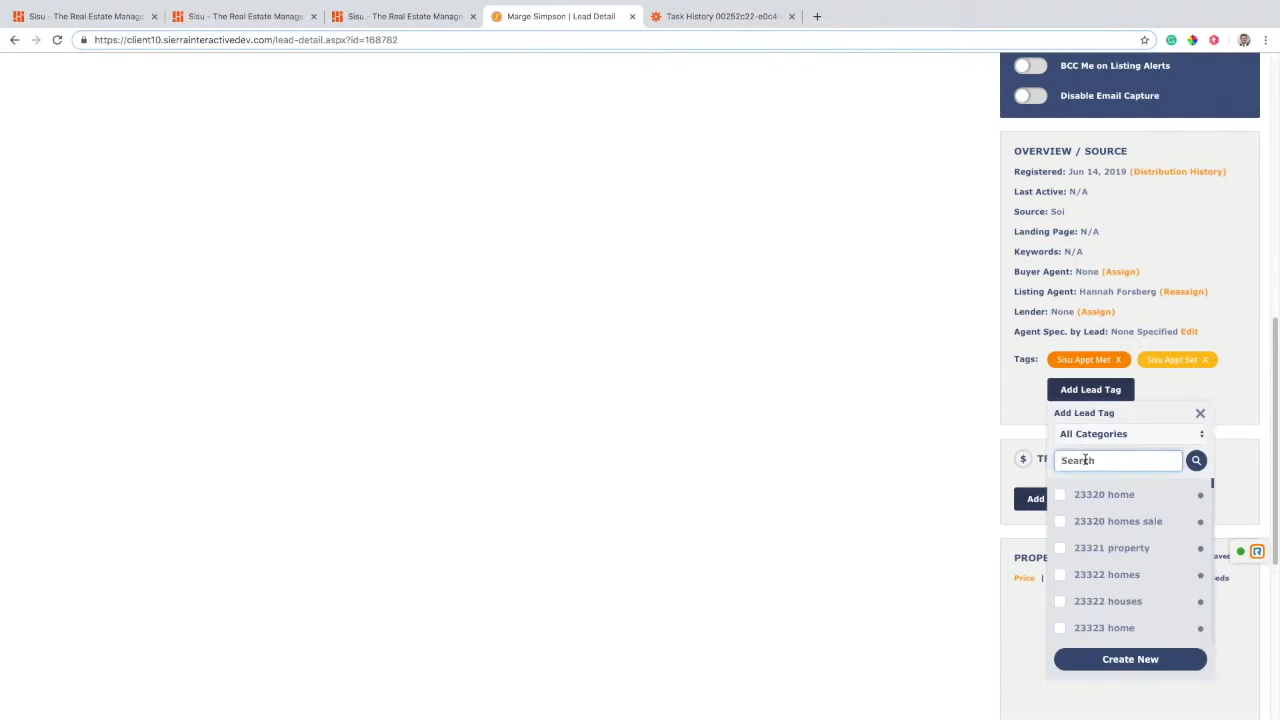 Sisu - The Real Estate Manage
Sisu - The Real Estate Manage
Sisu - The Real Estate Manage
Marge Simpson | Lead Detail
Task History 00252c22-e0c4-
https://client10.sierrainteractivedev.com/lead-detail.aspx?id=168782
BCC Me on Listing Alerts
Disable Email Capture
OVERVIEW / SOURCE
Registered: Jun 14, 2019 (Distribution History)
Last Active: N/A
Source: Soi
Landing Page: N/A
Keywords: N/A
Buyer Agent: None (Assign)
Listing Agent: Hannah Forsberg (Reassign)
Lender: None (Assign)
Agent Spec. by Lead: None Specified Edit
Tags: Sisu Appt Met X Sisu Appt Set X
Add Lead Tag
Add Lead Tag
All Categories
$
Search
23320 home
Add
23320 homes sale
23321 property
PROPE
Price |
eds
23322 homes
23322 houses
23323 home
Create New